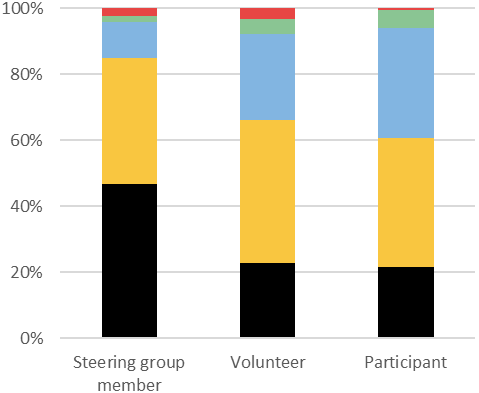 100%
80%
60%
40%
20%
0%
Steering group
member
Volunteer
Participant